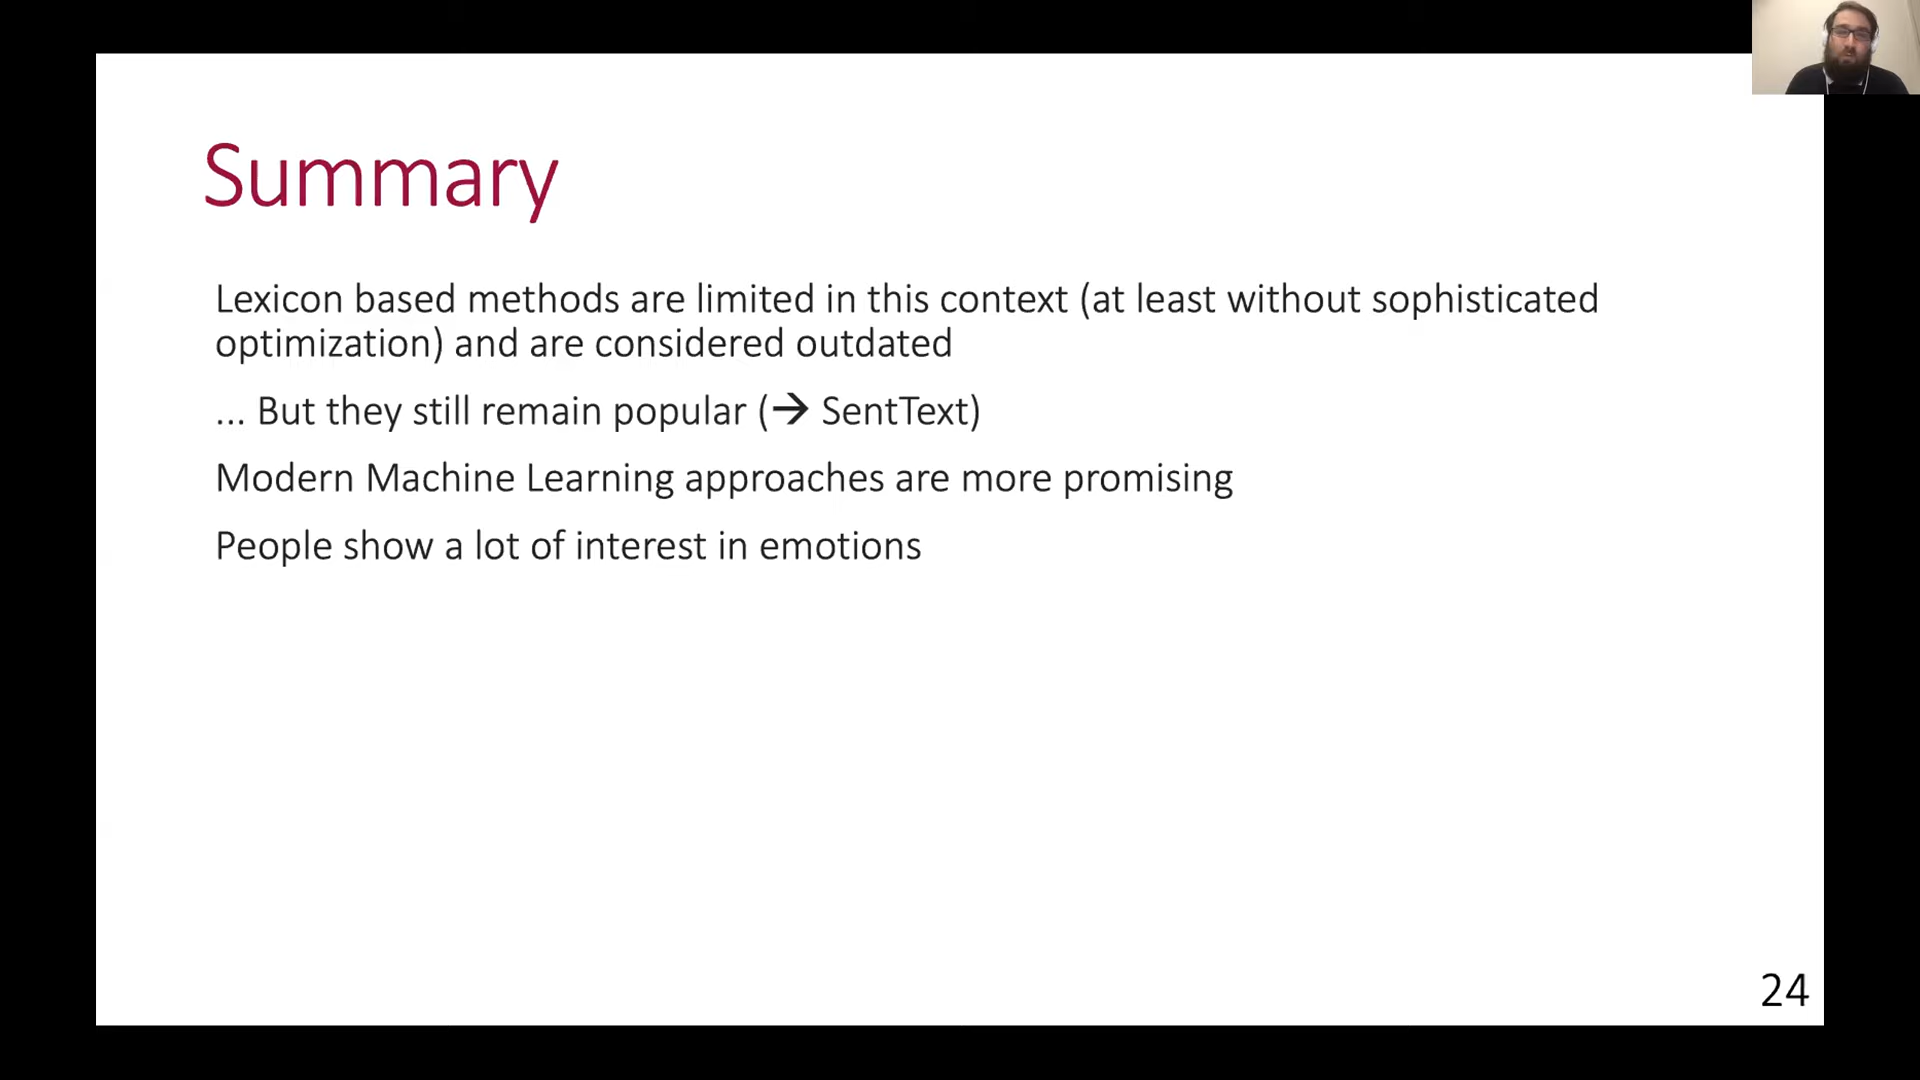 Summary
Lexicon based methods are limited in this context (at least without sophisticated
optimization) and are considered outdated
... But they still remain popular (→ SentText)
Modern Machine Learning approaches are more promising
People show a lot of interest in emotions
24